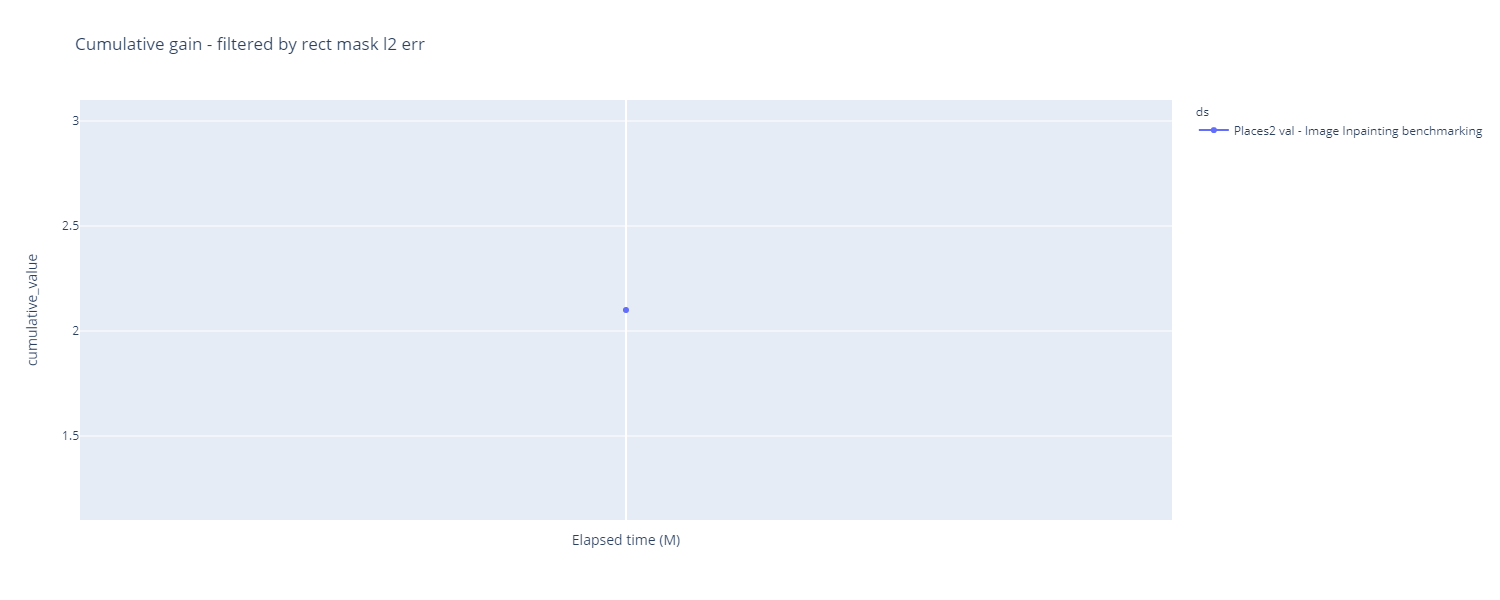 Cumulative gain - filtered by rect mask l2 err
3
2.5
2
1.5
cumulative_value
Elapsed time (M)
ds
Places2 val - Image Inpainting benchmarking